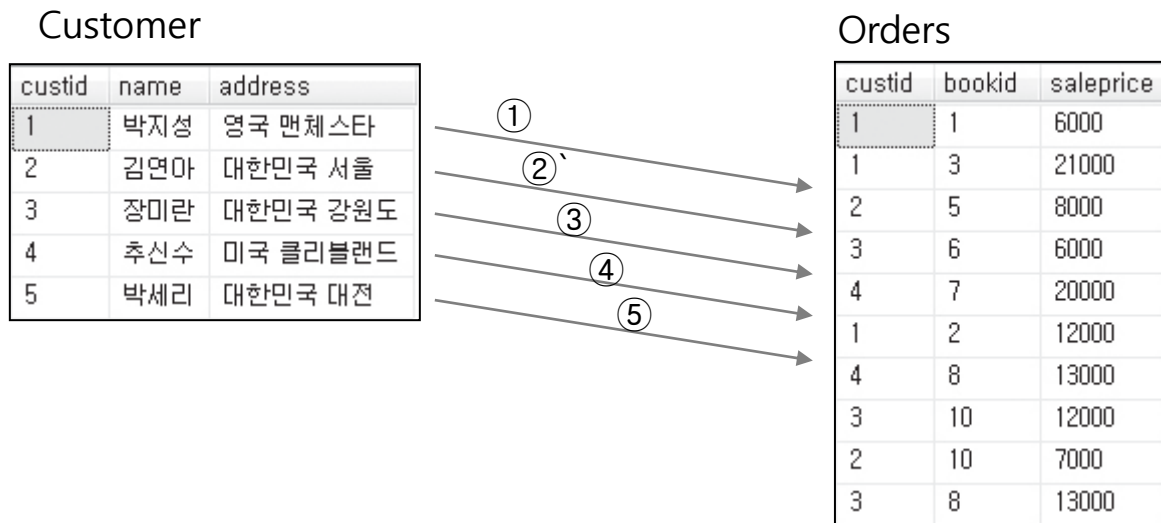 Customer
custid name address
1 박지성 영국 맨체스타
2 김연아 대한민국 서울
3 장미란 대한민국 강원도
4 추신수 미국 클리블랜드
5 박세리 대한민국 대전
①
②`
③
④
⑤
Orders
custid bookid saleprice
1 1 6000
1 3 21000
2 5 8000
3 6 6000
4 7 20000
1 2 12000
4 8 13000
3 10 12000
2 10 7000
3 8 13000